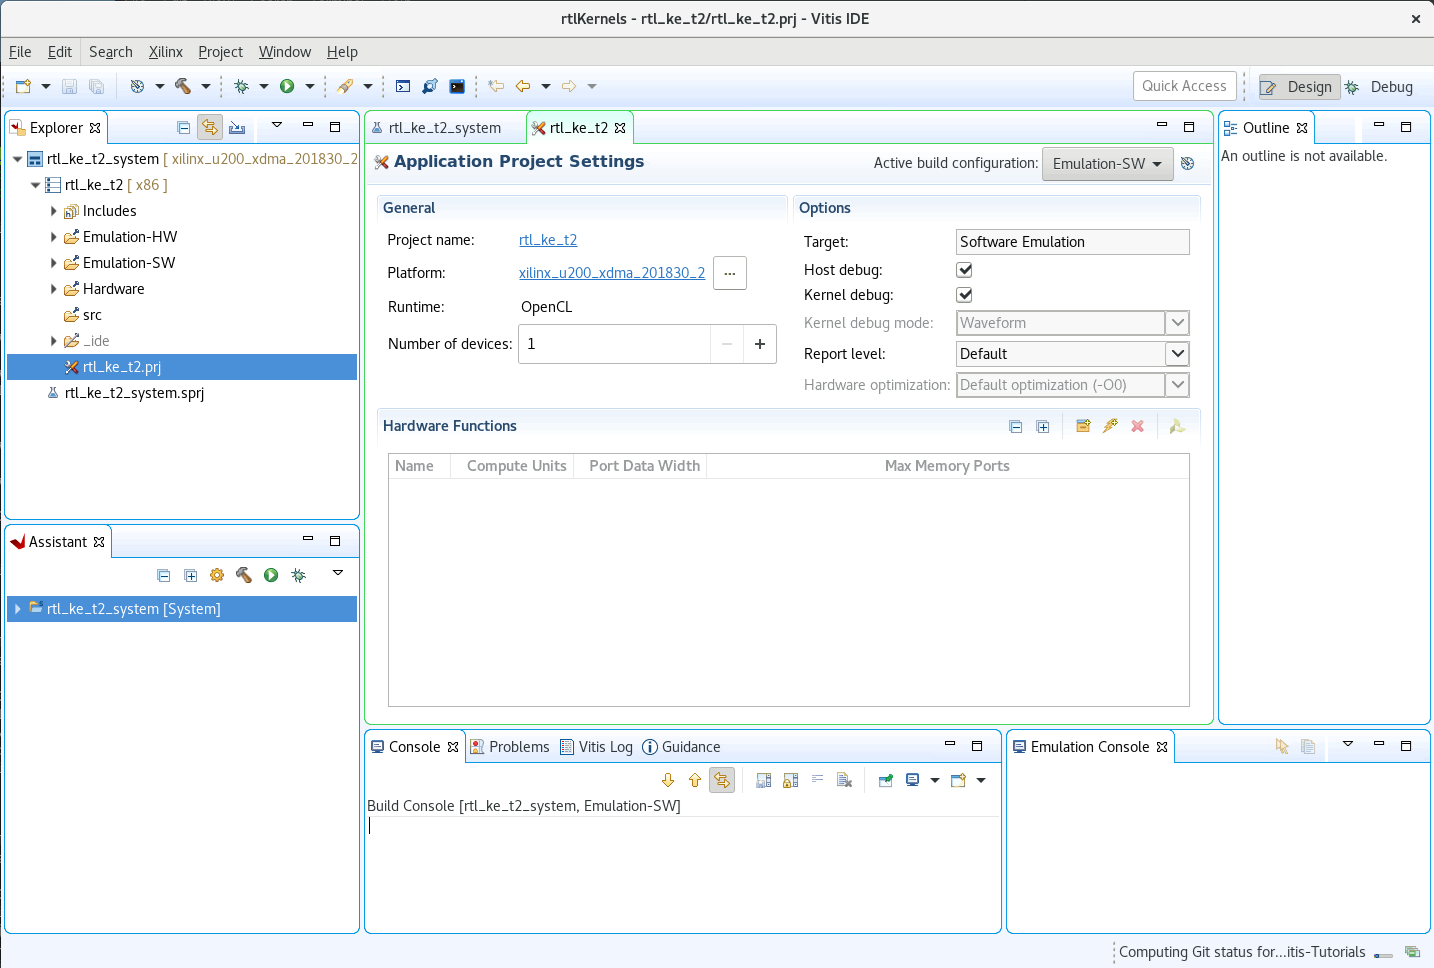 rtlKernels - rtl_ke_t2/rtl_ke_t2.prj - Vitis IDE
File Edit Search Xilinx Project Window Help
Quick Access
Design
Debug
Explorer
rtl_ke_t2_system [ xilinx_u200_xdma_201830_2
rtl_ke_t2 [ x86 ]
Includes
Emulation-HW
Emulation-SW
Hardware
src
_ide
rtl_ke_t2.prj
rtl_ke_t2_system.sprj
Assistant
rtl_ke_t2_system [System]
rtl_ke_t2_system
rtl_ke_t2
Application Project Settings
Active build configuration: Emulation-SW
General
Project name: rtl_ke_t2
Platform: xilinx_u200_xdma_201830_2 ...
Runtime: OpenCL
Number of devices: 1
Options
Target: Software Emulation
Host debug:
Kernel debug:
Kernel debug mode: Waveform
Report level: Default
Hardware optimization: Default optimization (-O0)
Hardware Functions
Name Compute Units Port Data Width Max Memory Ports
Outline
An outline is not available.
Console Problems Vitis Log Guidance
Build Console [rtl_ke_t2_system, Emulation-SW]
Emulation Console
Computing Git status for...itis-Tutorials